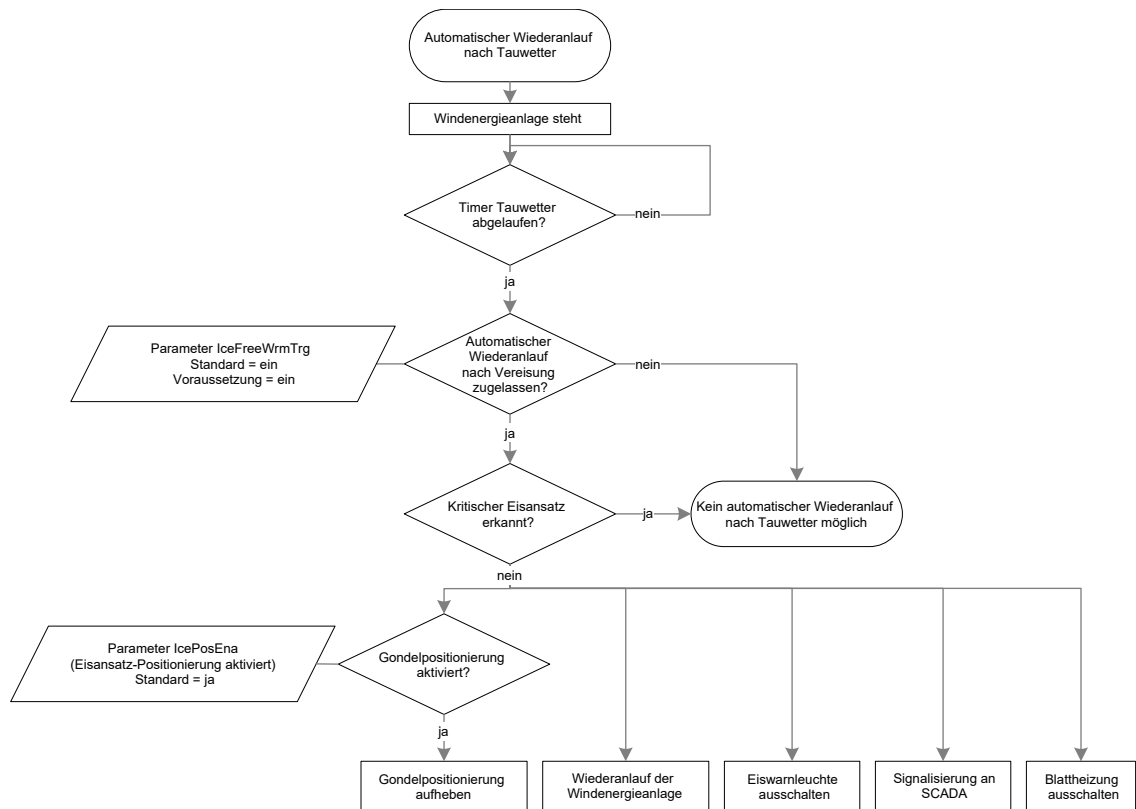 Automatischer Wiederanlauf
nach Tauwetter
Windenergieanlage steht
Timer Tauwetter
abgelaufen?
nein
ja
Parameter IceFreeWrmTrg
Standard = ein
Voraussetzung = ein
Automatischer
Wiederanlauf
nach Vereisung
zugelassen?
nein
ja
Kritischer Eisansatz
erkannt?
ja
Kein automatischer Wiederanlauf
nach Tauwetter möglich
nein
Parameter IcePosEna
(Eisansatz-Positionierung aktiviert)
Standard = ja
Gondelpositionierung
aktiviert?
ja
Gondelpositionierung
aufheben
Wiederanlauf der
Windenergieanlage
Eiswarnleuchte
ausschalten
Signalisierung an
SCADA
Blattheizung
ausschalten